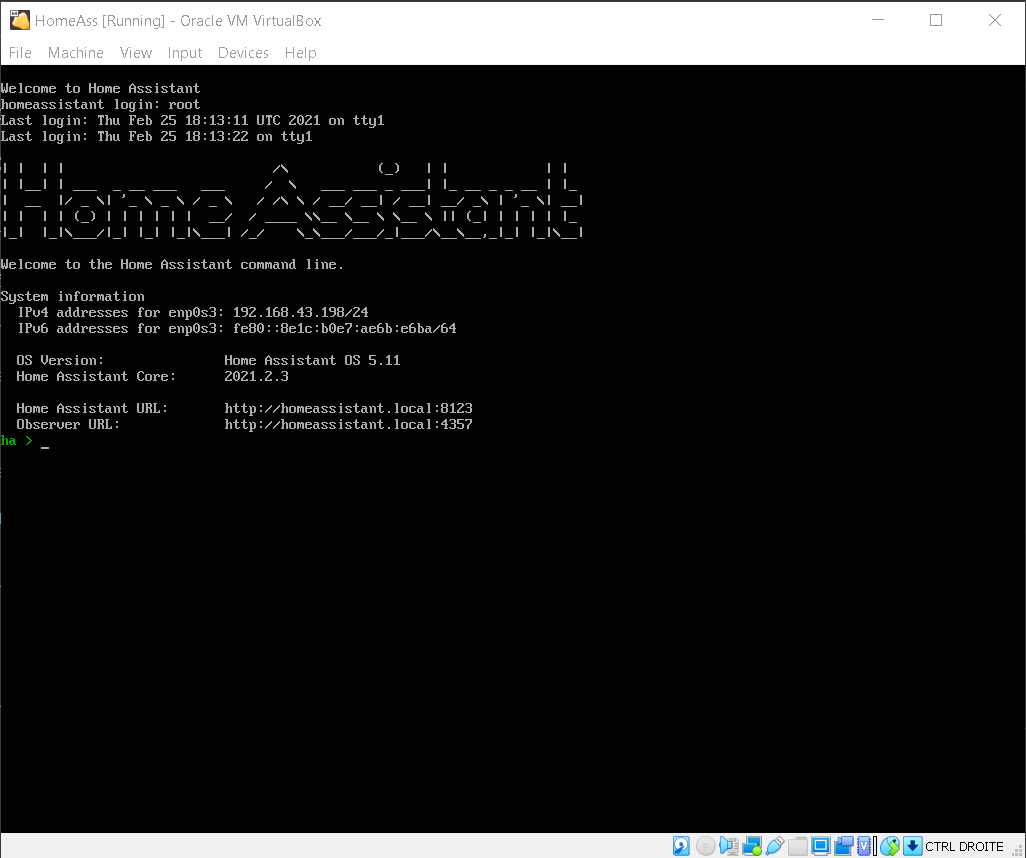 HomeAss [Running] - Oracle VM VirtualBox
File Machine View Input Devices Help
Welcome to Home Assistant
homeassistant login: root
Last login: Thu Feb 25 18:13:11 UTC 2021 on tty1
Last login: Thu Feb 25 18:13:22 on tty1
Home Assistant
Welcome to the Home Assistant command line.
System information
IPv4 addresses for enp0s3: 192.168.43.198/24
IPv6 addresses for enp0s3: fe80::8e1c:b0e7:ae6b:e6ba/64
OS Version: Home Assistant OS 5.11
Home Assistant Core: 2021.2.3
Home Assistant URL: http://homeassistant.local:8123
Observer URL: http://homeassistant.local:4357
ha > _
CTRL DROITE